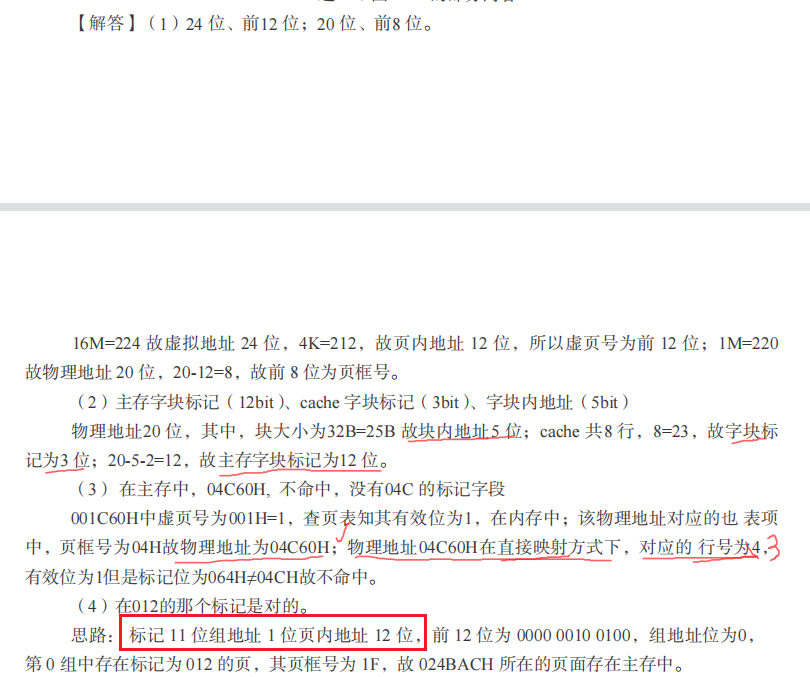 【解答】（1）24 位、前12 位；20 位、前8 位。
16M=224 故虚拟地址 24 位，4K=212，故页内地址 12 位，所以虚页号为前 12 位；1M=220
故物理地址 20 位，20-12=8，故前 8 位为页框号。
（2）主存字块标记（12bit）、cache 字块标记（3bit）、字块内地址（5bit）
物理地址20 位，其中，块大小为32B=25B 故块内地址5 位；cache 共8 行，8=23，故字块标
记为3 位；20-5-2=12，故主存字块标记为12 位。
（3） 在主存中，04C60H, 不命中，没有04C 的标记字段
001C60H中虚页号为001H=1，查页表知其有效位为1，在内存中；该物理地址对应的也 表项
中，页框号为04H故物理地址为04C60H；物理地址04C60H在直接映射方式下，对应的 行号为4，3
有效位为1但是标记位为064H≠04CH故不命中。
（4）在012的那个标记是对的。
思路：标记 11 位组地址 1 位页内地址 12 位，前 12 位为 0000 0010 0100，组地址位为0，
第 0 组中存在标记为 012 的页，其页框号为 1F，故 024BACH 所在的页面存在主存中。